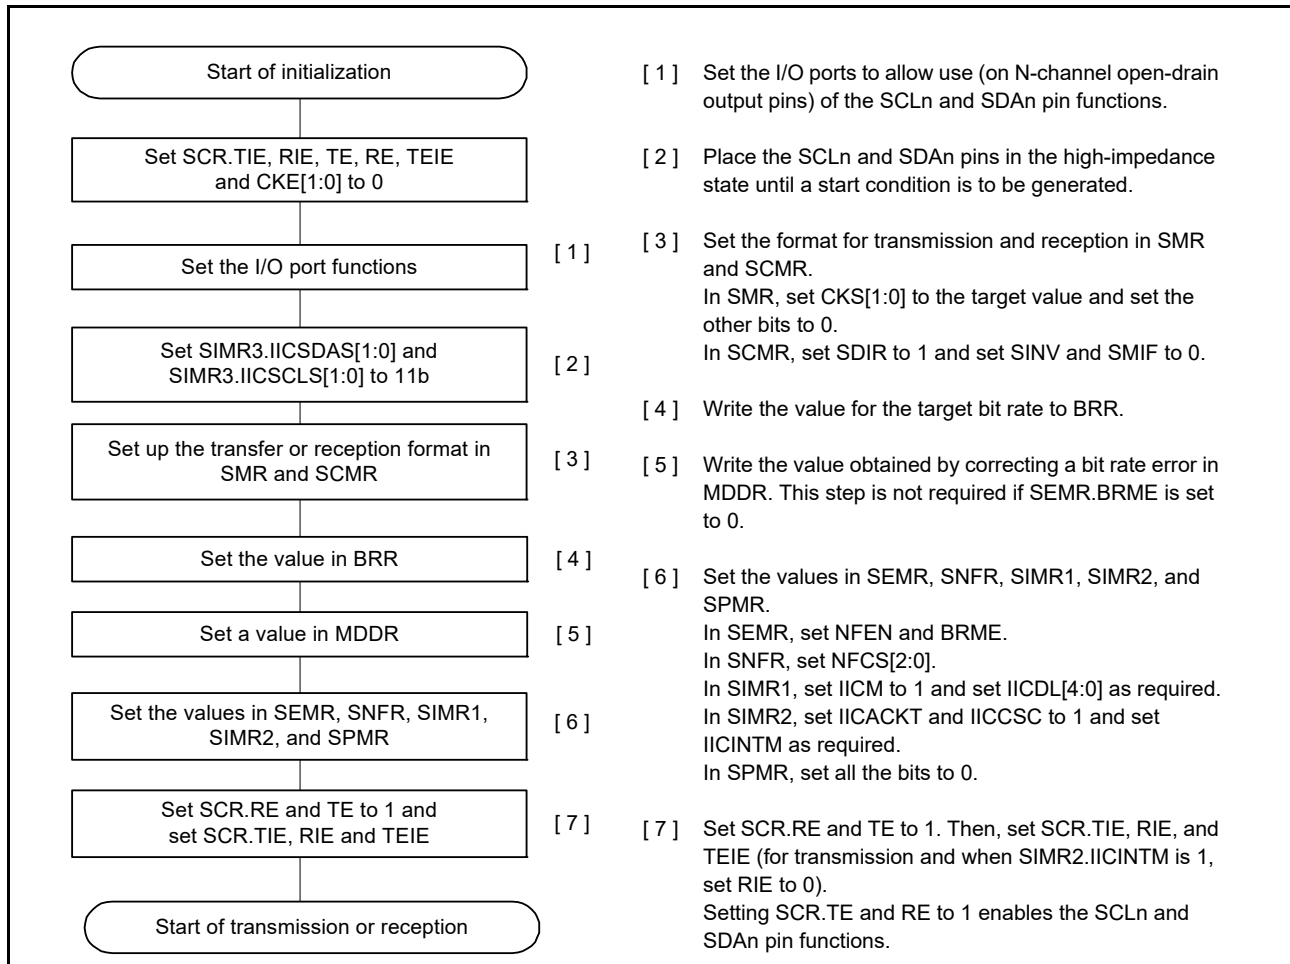 Start of initialization
Set SCR.TIE, RIE, TE, RE, TEIE
and CKE[1:0] to 0
Set the I/O port functions
[ 1 ]
Set SIMR3.IICSDAS[1:0] and
SIMR3.IICSCLS[1:0] to 11b
[ 2 ]
Set up the transfer or reception format in
SMR and SCMR
[ 3 ]
Set the value in BRR
[ 4 ]
Set a value in MDDR
[ 5 ]
Set the values in SEMR, SNFR, SIMR1,
SIMR2, and SPMR
[ 6 ]
Set SCR.RE and TE to 1 and
set SCR.TIE, RIE and TEIE
[ 7 ]
Start of transmission or reception
[ 1 ] Set the I/O ports to allow use (on N-channel open-drain
output pins) of the SCLn and SDAn pin functions.
[ 2 ] Place the SCLn and SDAn pins in the high-impedance
state until a start condition is to be generated.
[ 3 ] Set the format for transmission and reception in SMR
and SCMR.
In SMR, set CKS[1:0] to the target value and set the
other bits to 0.
In SCMR, set SDIR to 1 and set SINV and SMIF to 0.
[ 4 ] Write the value for the target bit rate to BRR.
[ 5 ] Write the value obtained by correcting a bit rate error in
MDDR. This step is not required if SEMR.BRME is set
to 0.
[ 6 ] Set the values in SEMR, SNFR, SIMR1, SIMR2, and
SPMR.
In SEMR, set NFEN and BRME.
In SNFR, set NFCS[2:0].
In SIMR1, set IICM to 1 and set IICDL[4:0] as required.
In SIMR2, set IICACKT and IICCSC to 1 and set
IICINTM as required.
In SPMR, set all the bits to 0.
[ 7 ] Set SCR.RE and TE to 1. Then, set SCR.TIE, RIE, and
TEIE (for transmission and when SIMR2.IICINTM is 1,
set RIE to 0).
Setting SCR.TE and RE to 1 enables the SCLn and
SDAn pin functions.